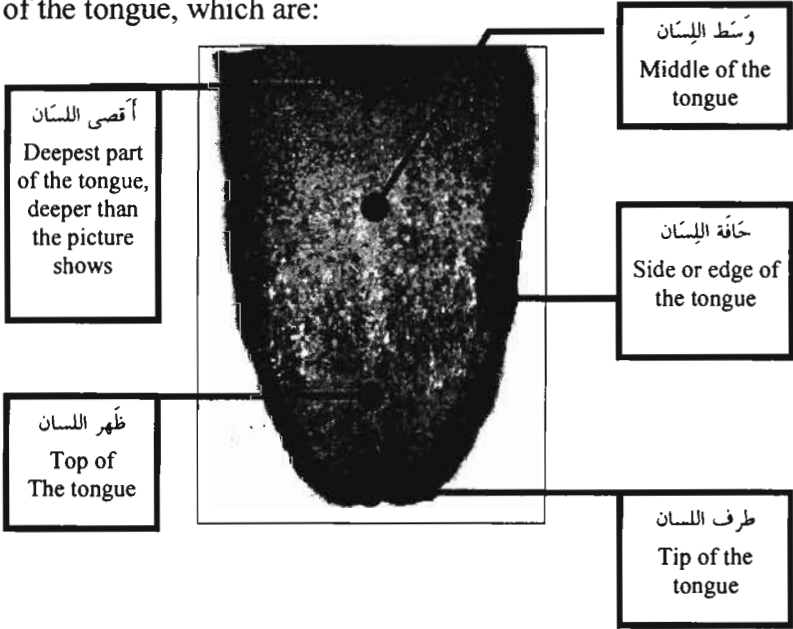 of the tongue, which are:
وَسَط اللِسَان
Middle of the
tongue
أَقصى اللسَان
Deepest part
of the tongue,
deeper than
the picture
shows
حَافَة اللِسَان
Side or edge of
the tongue
ظَهر اللسان
Top of
The tongue
طرف اللسان
Tip of the
tongue